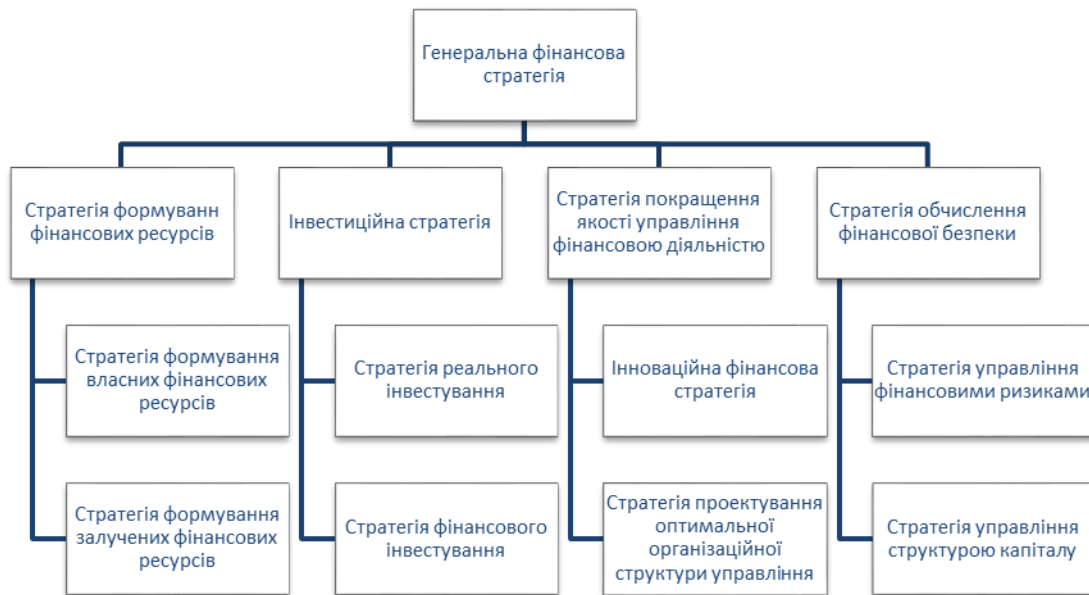 Генеральна фінансова
стратегія
Стратегія формуванн
фінансових ресурсів
Інвестиційна стратегія
Стратегія покращення
якості управління
фінансовою діяльністю
Стратегія обчислення
фінансової безпеки
Стратегія формування
власних фінансових
ресурсів
Стратегія реального
інвестування
Інноваційна фінансова
стратегія
Стратегія управління
фінансовими ризиками
Стратегія формування
залучених фінансових
ресурсів
Стратегія фінансового
інвестування
Стратегія проектування
оптимальної
організаційної
структури управління
Стратегія управління
структурою капіталу